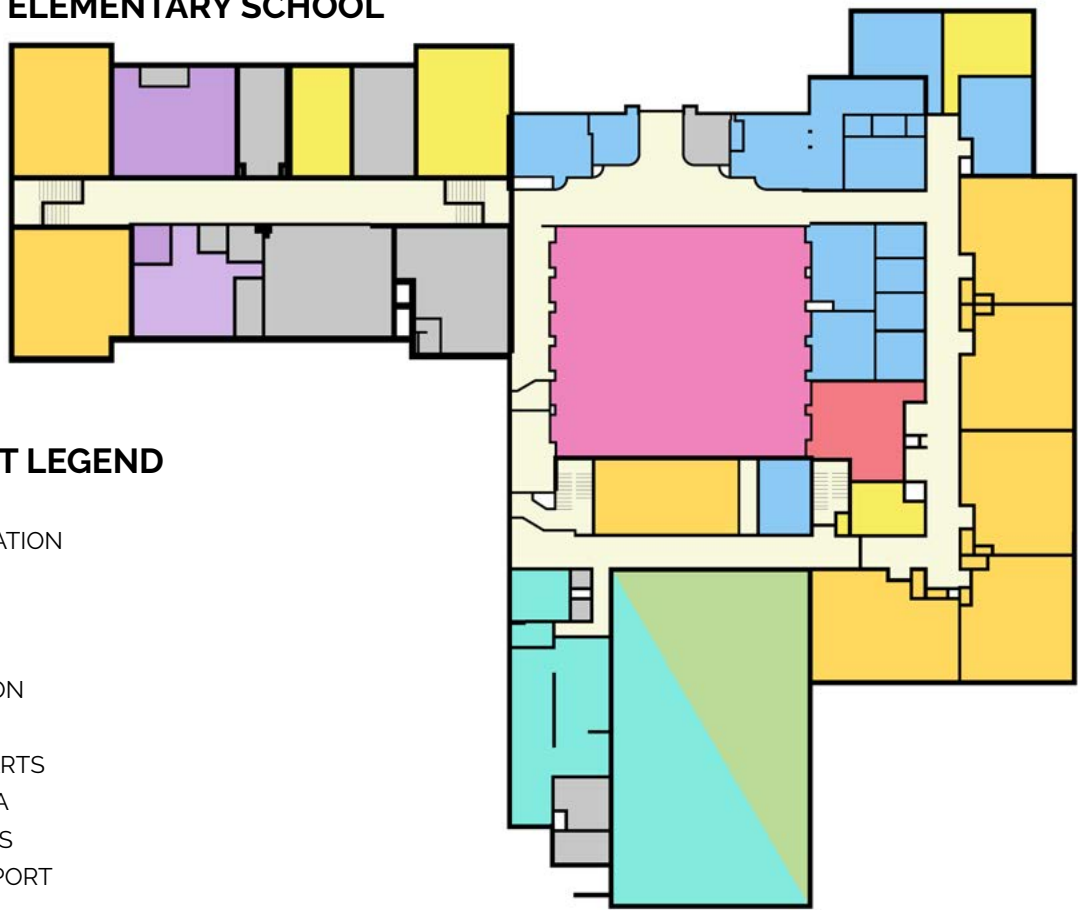 ELEMENTARY SCHOOL
T LEGEND
ATION
ON
RTS
A
S
PORT